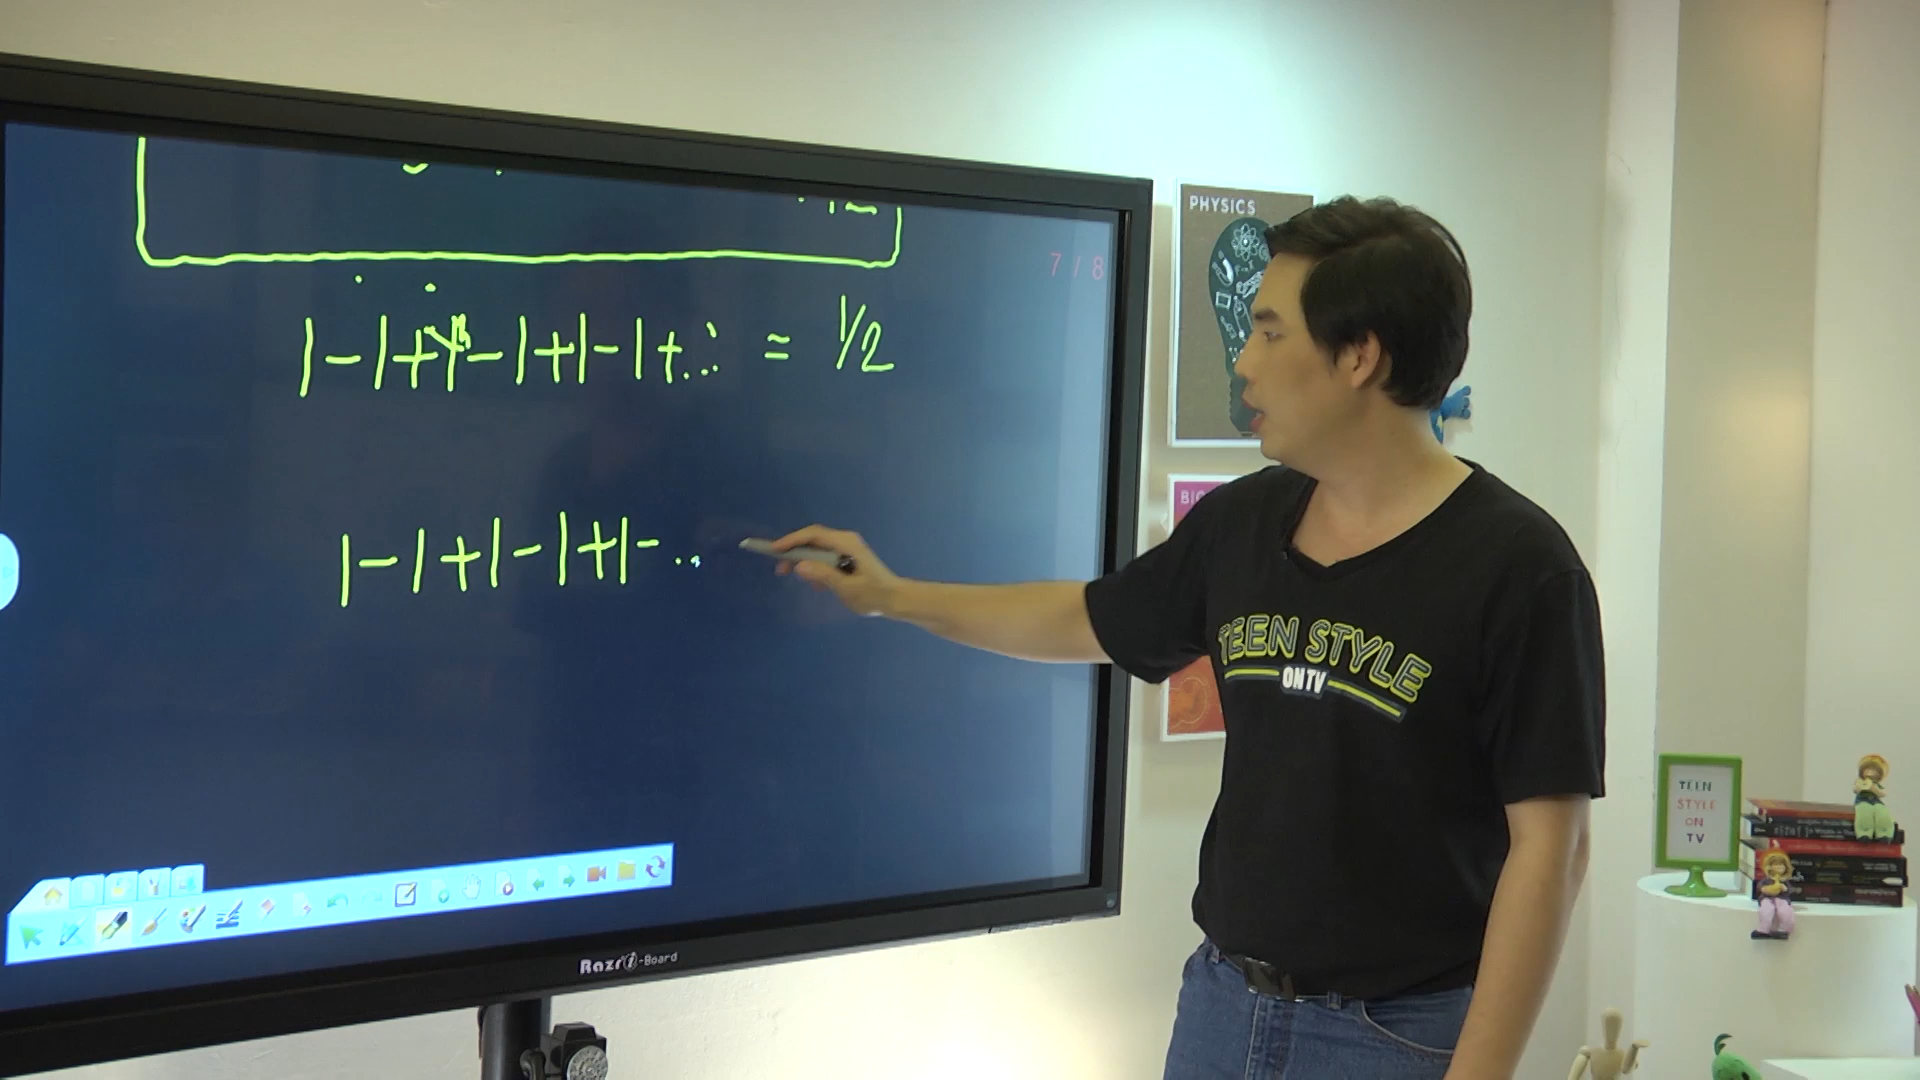 7 / 8
PHYSICS
1-1+1-1+1-1+... = 1/2
BIO
1-1+1-1+1-..
TEEN STYLE
ON TV
TEEN
STYLE
ON
TV
Razr i-Board